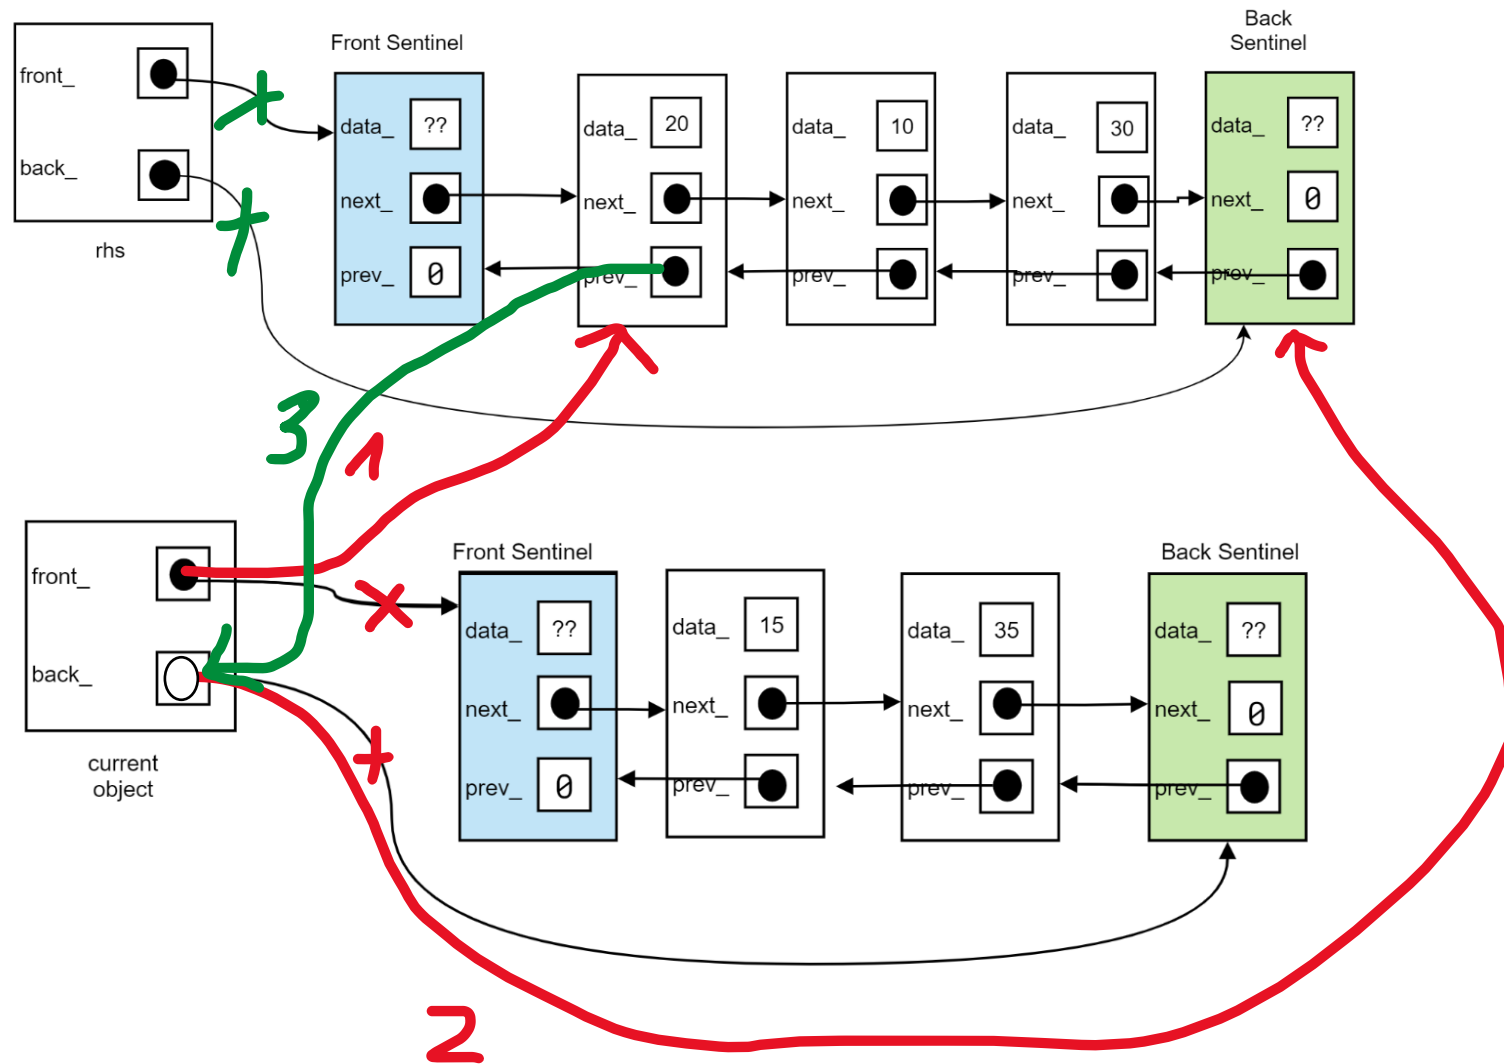 Back
Sentinel
Front Sentinel
front_
back_
rhs
data_ ??
next_
prev_ 0
data_ 20
next_
prev_
data_ 10
next_
prev_
data_ 30
next_
prev_
data_ ??
next_ 0
prev_
3
1
front_
back_
current
object
Front Sentinel
data_ ??
next_
prev_ 0
data_ 15
next_
prev_
data_ 35
next_
prev_
Back Sentinel
data_ ??
next_ 0
prev_
2